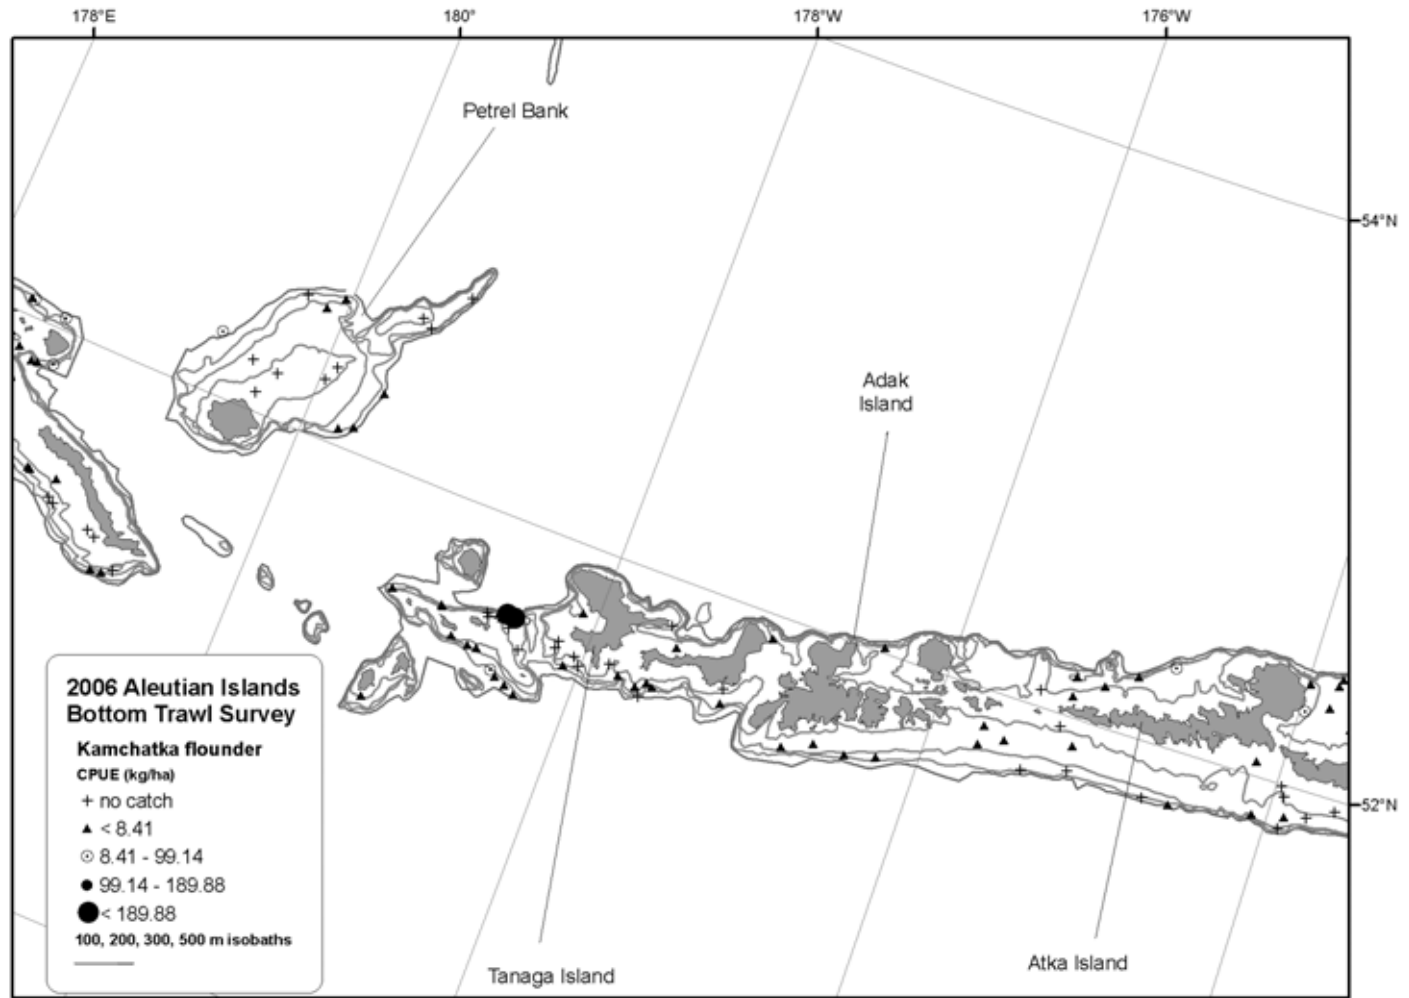 178°E 180° 178°W 176°W
Petrel Bank
54°N
Adak
Island
2006 Aleutian Islands
Bottom Trawl Survey
Kamchatka flounder
CPUE (kg/ha)
+ no catch
▲ < 8.41
⊙ 8.41 - 99.14
● 99.14 - 189.88
● < 189.88
100, 200, 300, 500 m isobaths
52°N
Tanaga Island
Atka Island